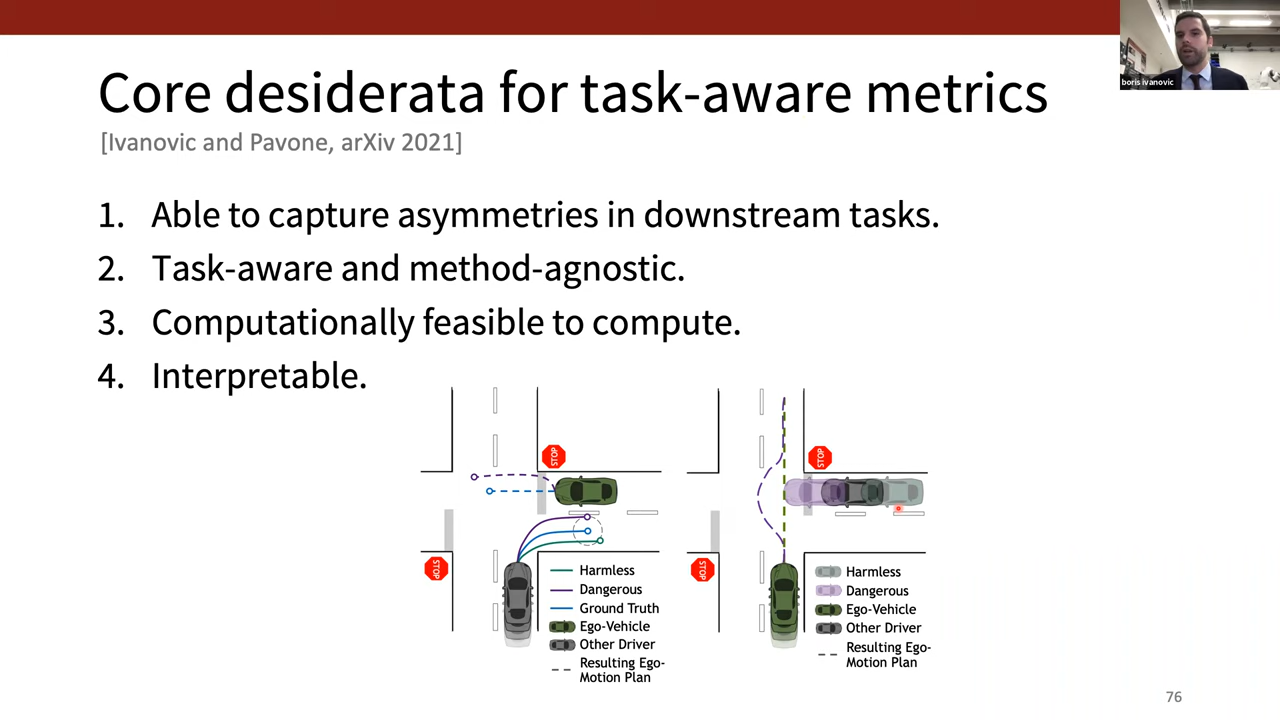 boris ivanovic
Core desiderata for task-aware metrics
[Ivanovic and Pavone, arXiv 2021]
1. Able to capture asymmetries in downstream tasks.
2. Task-aware and method-agnostic.
3. Computationally feasible to compute.
4. Interpretable.
STOP
STOP
Harmless
Dangerous
Ground Truth
Ego-Vehicle
Other Driver
Resulting Ego-
Motion Plan
STOP
STOP
Harmless
Dangerous
Ego-Vehicle
Other Driver
Resulting Ego-
Motion Plan
76